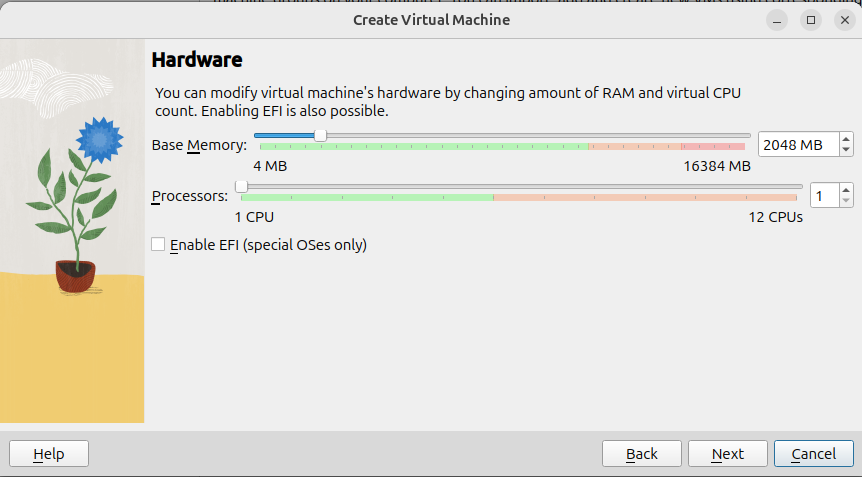 Create Virtual Machine
Hardware
You can modify virtual machine's hardware by changing amount of RAM and virtual CPU
count. Enabling EFI is also possible.
Base Memory:
2048 MB
4 MB
16384 MB
Processors:
1
1 CPU
12 CPUs
Enable EFI (special OSes only)
Help
Back
Next
Cancel